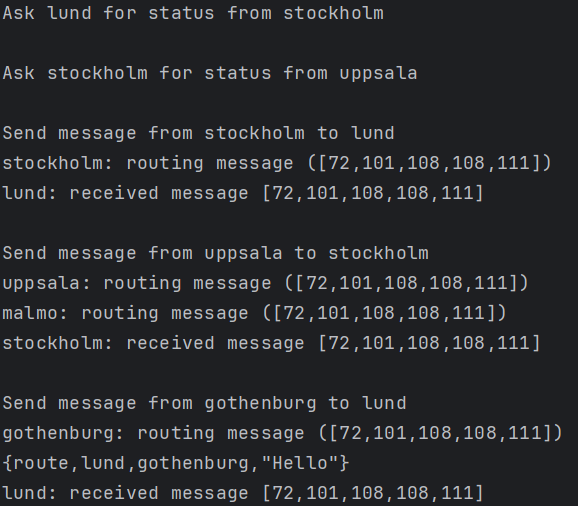 Ask lund for status from stockholm
Ask stockholm for status from uppsala
Send message from stockholm to lund
stockholm: routing message ([72,101,108,108,111])
lund: received message [72,101,108,108,111]
Send message from uppsala to stockholm
uppsala: routing message ([72,101,108,108,111])
malmo: routing message ([72,101,108,108,111])
stockholm: received message [72,101,108,108,111]
Send message from gothenburg to lund
gothenburg: routing message ([72,101,108,108,111])
{route,lund,gothenburg,"Hello"}
lund: received message [72,101,108,108,111]